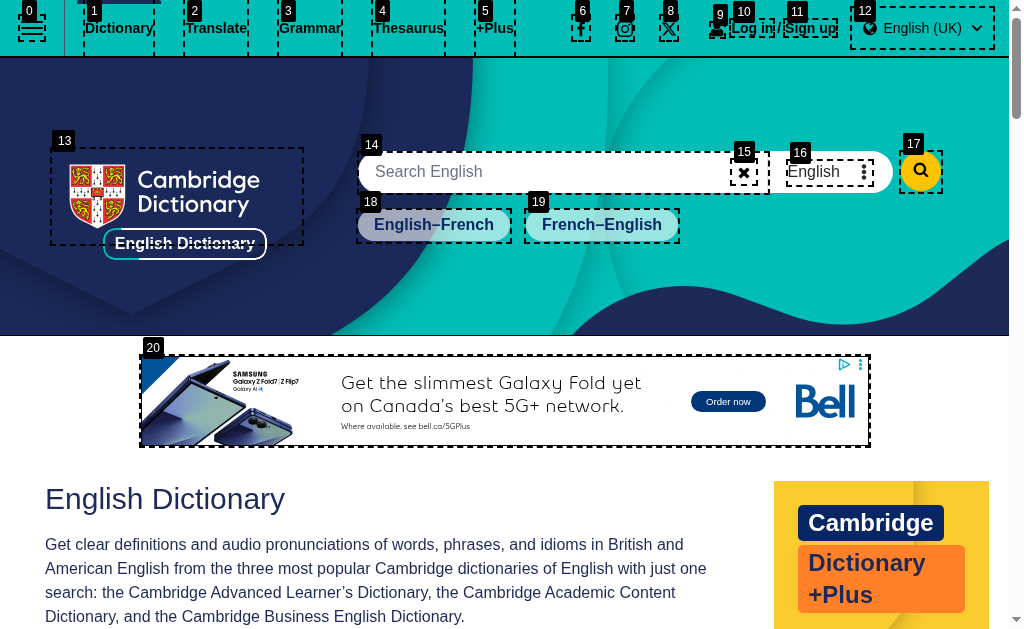 0 1 2 3 4 5 6 7 8 9 10 11 12
Dictionary Translate Grammar Thesaurus +Plus Log in / Sign up English (UK)
13
14 15 16 17
Cambridge
Dictionary
English Dictionary
Search English English
18 19
English–French French–English
20
SAMSUNG
Galaxy Z Fold7 | Z Flip7
Galaxy AI
Get the slimmest Galaxy Fold yet
on Canada's best 5G+ network.
Where available, see bell.ca/5GPlus
Order now
Bell
English Dictionary
Get clear definitions and audio pronunciations of words, phrases, and idioms in British and
American English from the three most popular Cambridge dictionaries of English with just one
search: the Cambridge Advanced Learner’s Dictionary, the Cambridge Academic Content
Dictionary, and the Cambridge Business English Dictionary.
Cambridge
Dictionary
+Plus